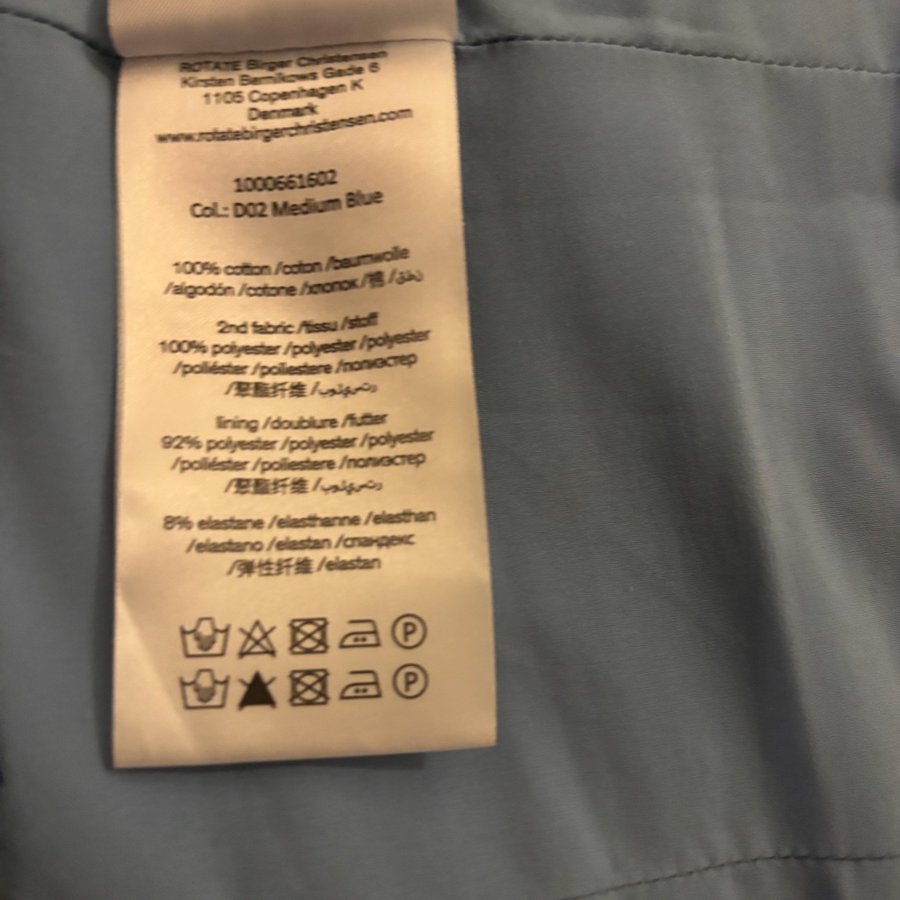 ROTATE Birger Christensen
Kirsten Bernikows Gade 6
1105 Copenhagen K
Denmark
www.rotatebirgerchristensen.com
1000661602
Col.: D02 Medium Blue
100% cotton /coton /baumwolle
/algodón /cotone /хлопок /棉 /قطن
2nd fabric /tissu /stoff
100% polyester /polyester /polyester
/poliéster /poliestere /полиэстер
/聚酯纤维 /بوليستر
lining /doublure /futter
92% polyester /polyester /polyester
/poliéster /poliestere /полиэстер
/聚酯纤维 /بوليستر
8% elastane /elasthanne /elasthan
/elastano /elastan /спандекс
/弹性纤维 /elastan
P
P